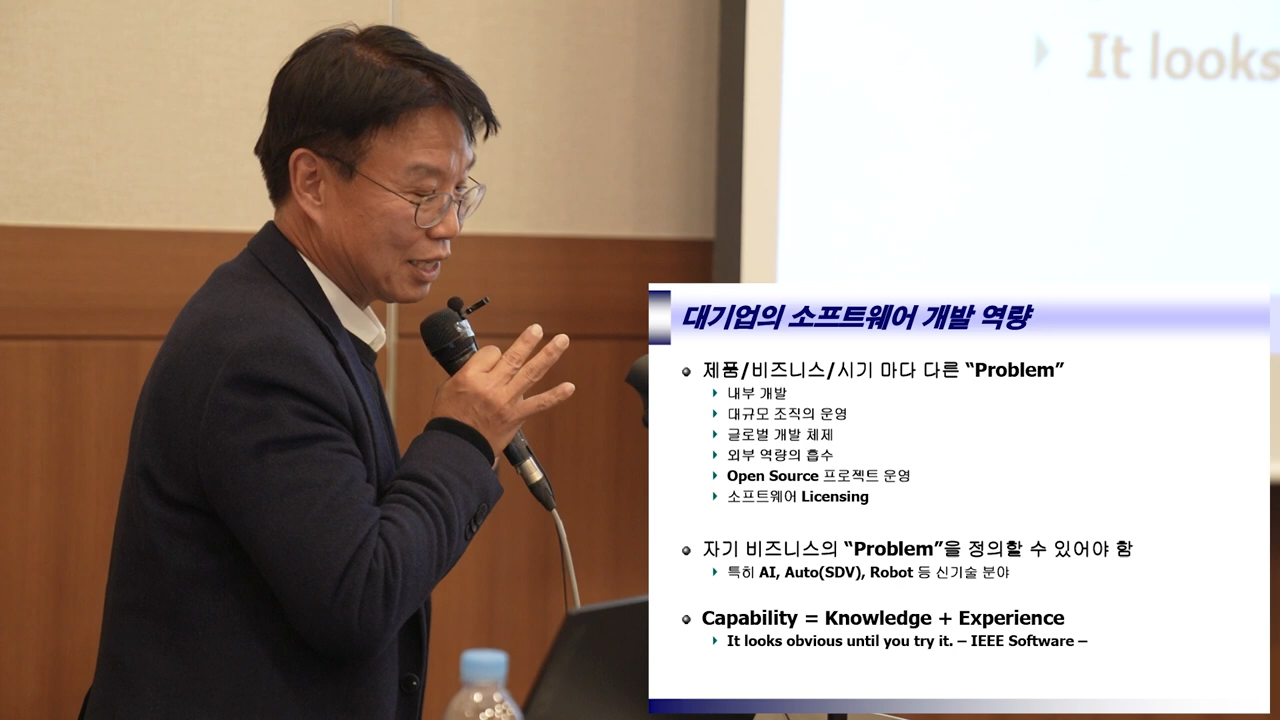 It looks
대기업의 소프트웨어 개발 역량
제품/비즈니스/시기 마다 다른 “Problem”
내부 개발
대규모 조직의 운영
글로벌 개발 체제
외부 역량의 흡수
Open Source 프로젝트 운영
소프트웨어 Licensing
자기 비즈니스의 “Problem”을 정의할 수 있어야 함
특히 AI, Auto(SDV), Robot 등 신기술 분야
Capability = Knowledge + Experience
It looks obvious until you try it. – IEEE Software –